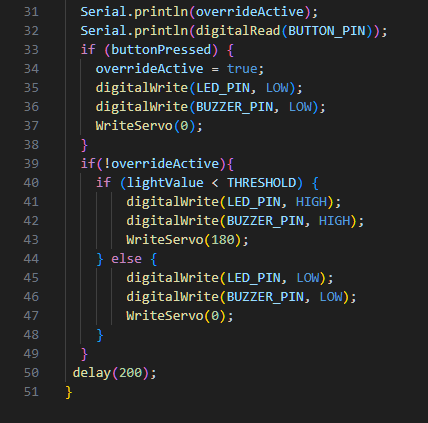 31 Serial.println(overrideActive);
32 Serial.println(digitalRead(BUTTON_PIN));
33 if (buttonPressed) {
34 overrideActive = true;
35 digitalWrite(LED_PIN, LOW);
36 digitalWrite(BUZZER_PIN, LOW);
37 WriteServo(0);
38 }
39 if(!overrideActive){
40 if (lightValue < THRESHOLD) {
41 digitalWrite(LED_PIN, HIGH);
42 digitalWrite(BUZZER_PIN, HIGH);
43 WriteServo(180);
44 } else {
45 digitalWrite(LED_PIN, LOW);
46 digitalWrite(BUZZER_PIN, LOW);
47 WriteServo(0);
48 }
49 }
50 delay(200);
51 }